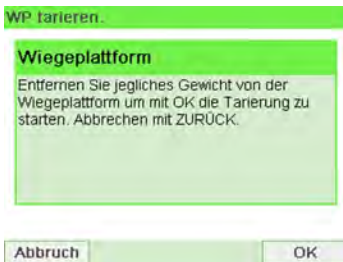 WP tarieren.
Wiegeplattform
Entfernen Sie jegliches Gewicht von der
Wiegeplattform um mit OK die Tarierung zu
starten. Abbrechen mit ZURÜCK.
Abbruch
OK